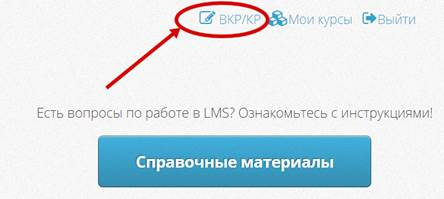 ВКР/КР Мои курсы Выйти
Есть вопросы по работе в LMS? Ознакомьтесь с инструкциями!
Справочные материалы